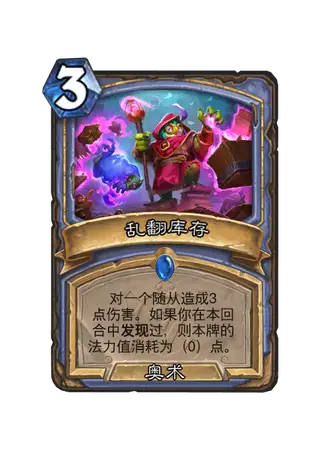 3
乱翻库存
对一个随从造成3
点伤害。如果你在本回
合中发现过，则本牌的
法力值消耗为（0）点。
奥术